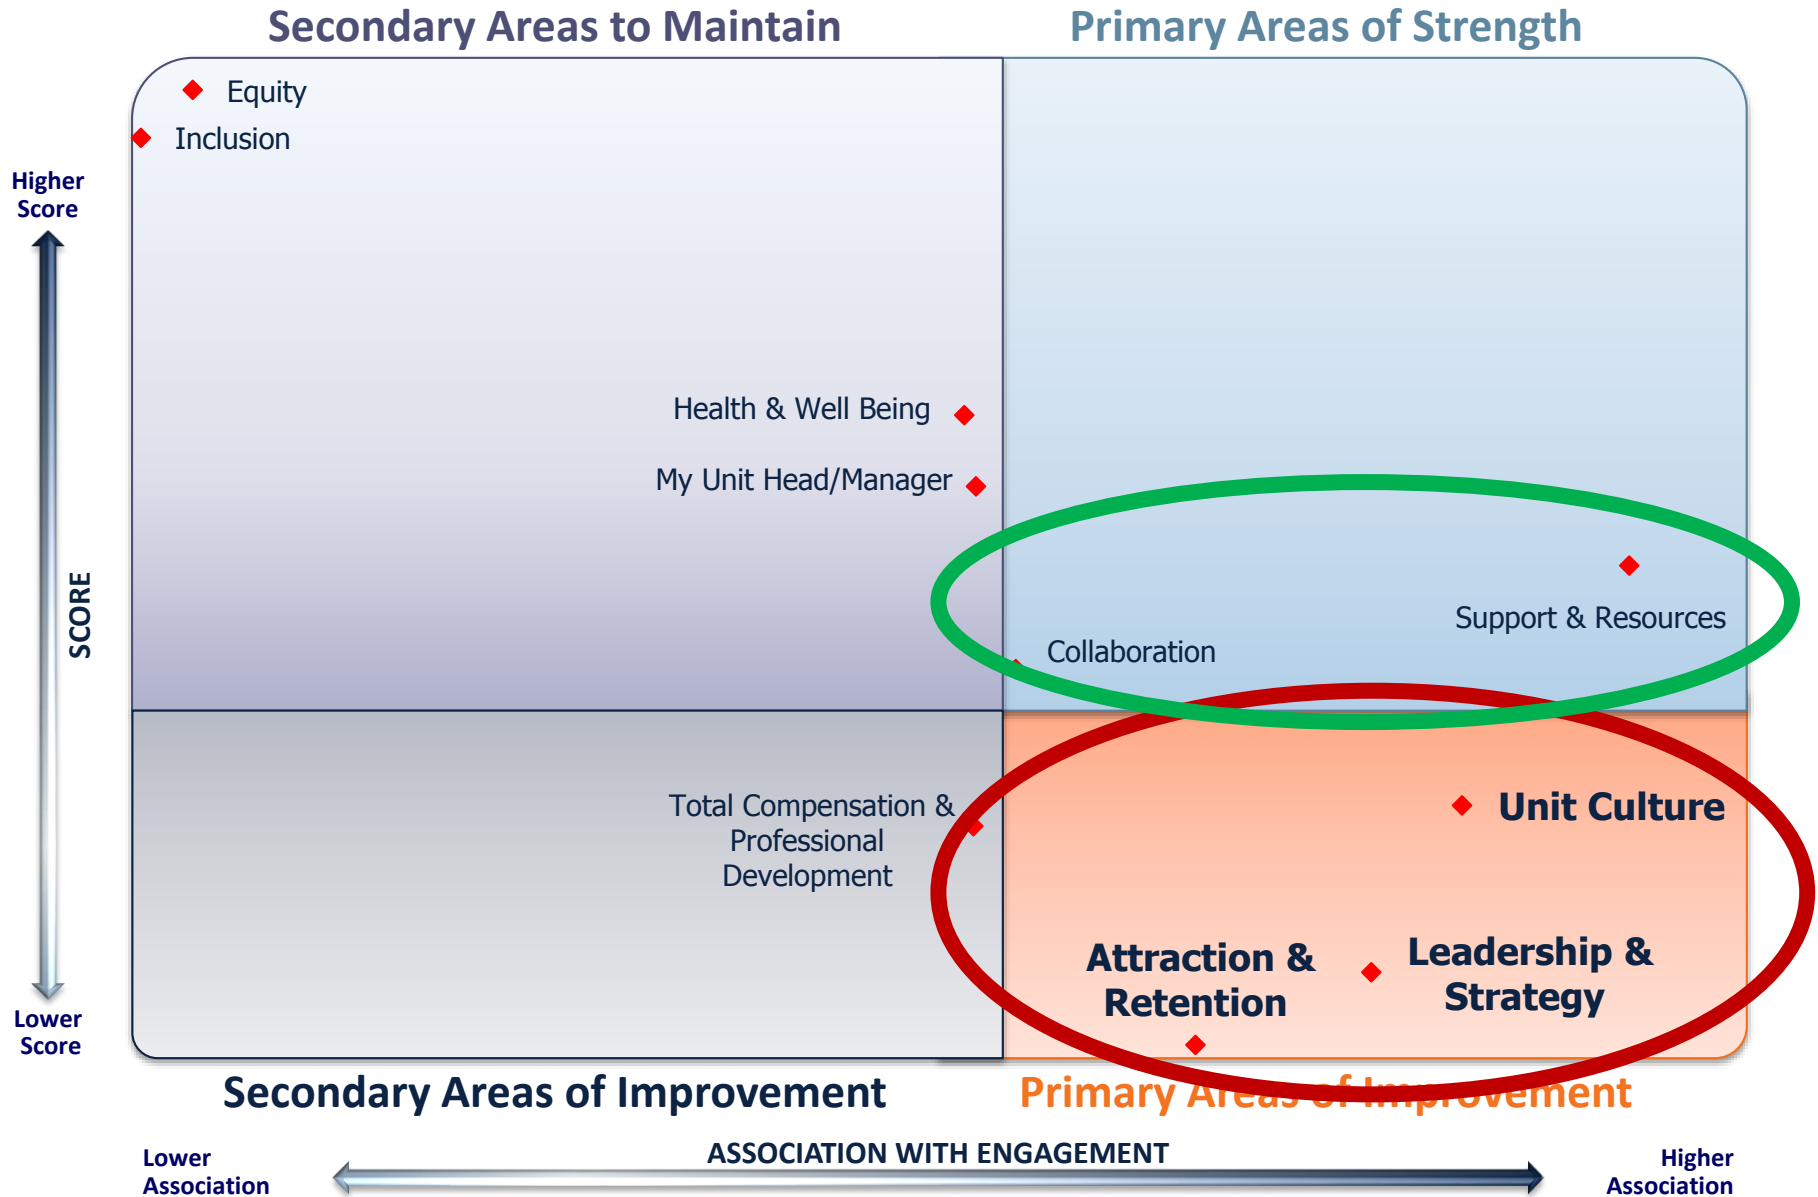 Secondary Areas to Maintain
Primary Areas of Strength
Equity
Inclusion
Higher
Score
Health & Well Being
My Unit Head/Manager
SCORE
Support & Resources
Collaboration
Total Compensation &
Professional
Development
Unit Culture
Attraction &
Retention
Leadership &
Strategy
Lower
Score
Secondary Areas of Improvement
Primary Areas of Improvement
ASSOCIATION WITH ENGAGEMENT
Lower
Association
Higher
Association